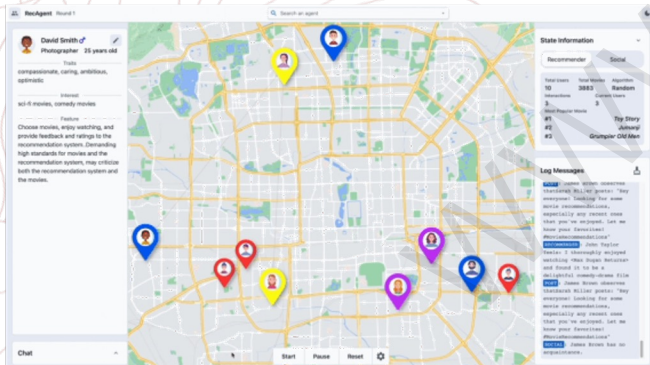 RecAgent Round 1
Search an agent
David Smith
Photographer 25 years old
Traits
compassionate, caring, ambitious,
optimistic
Interest
sci-fi movies, comedy movies
Feature
Choose movies, enjoy watching, and
provide feedback and ratings to the
recommendation system. Demanding
high standards for movies and the
recommendation system, may criticize
both the recommendation system and
the movies.
Chat
Start Pause Reset
State Information
Recommender Social
Total Users Total Movies Algorithm
10 3883 Random
Interactions Current Users
3 3
Most Popular Movie
#1 Toy Story
#2 Jumanji
#3 Grumpier Old Men
Log Messages
James Brown observes
thatSarah Miller posts: "Hey
everyone! Looking for some
movie recommendations,
especially any recent ones
that you've enjoyed. Let me
know your favorites!
#MovieRecommendations"
John Taylor
feels: I thoroughly enjoyed
watching
and found it to be a
delightful comedy-drama film
James Brown observes
thatSarah Miller posts: "Hey
everyone! Looking for some
movie recommendations,
especially any recent ones
that you've enjoyed. Let me
know your favorites!
#MovieRecommendations"
James Brown has no
acquaintance.